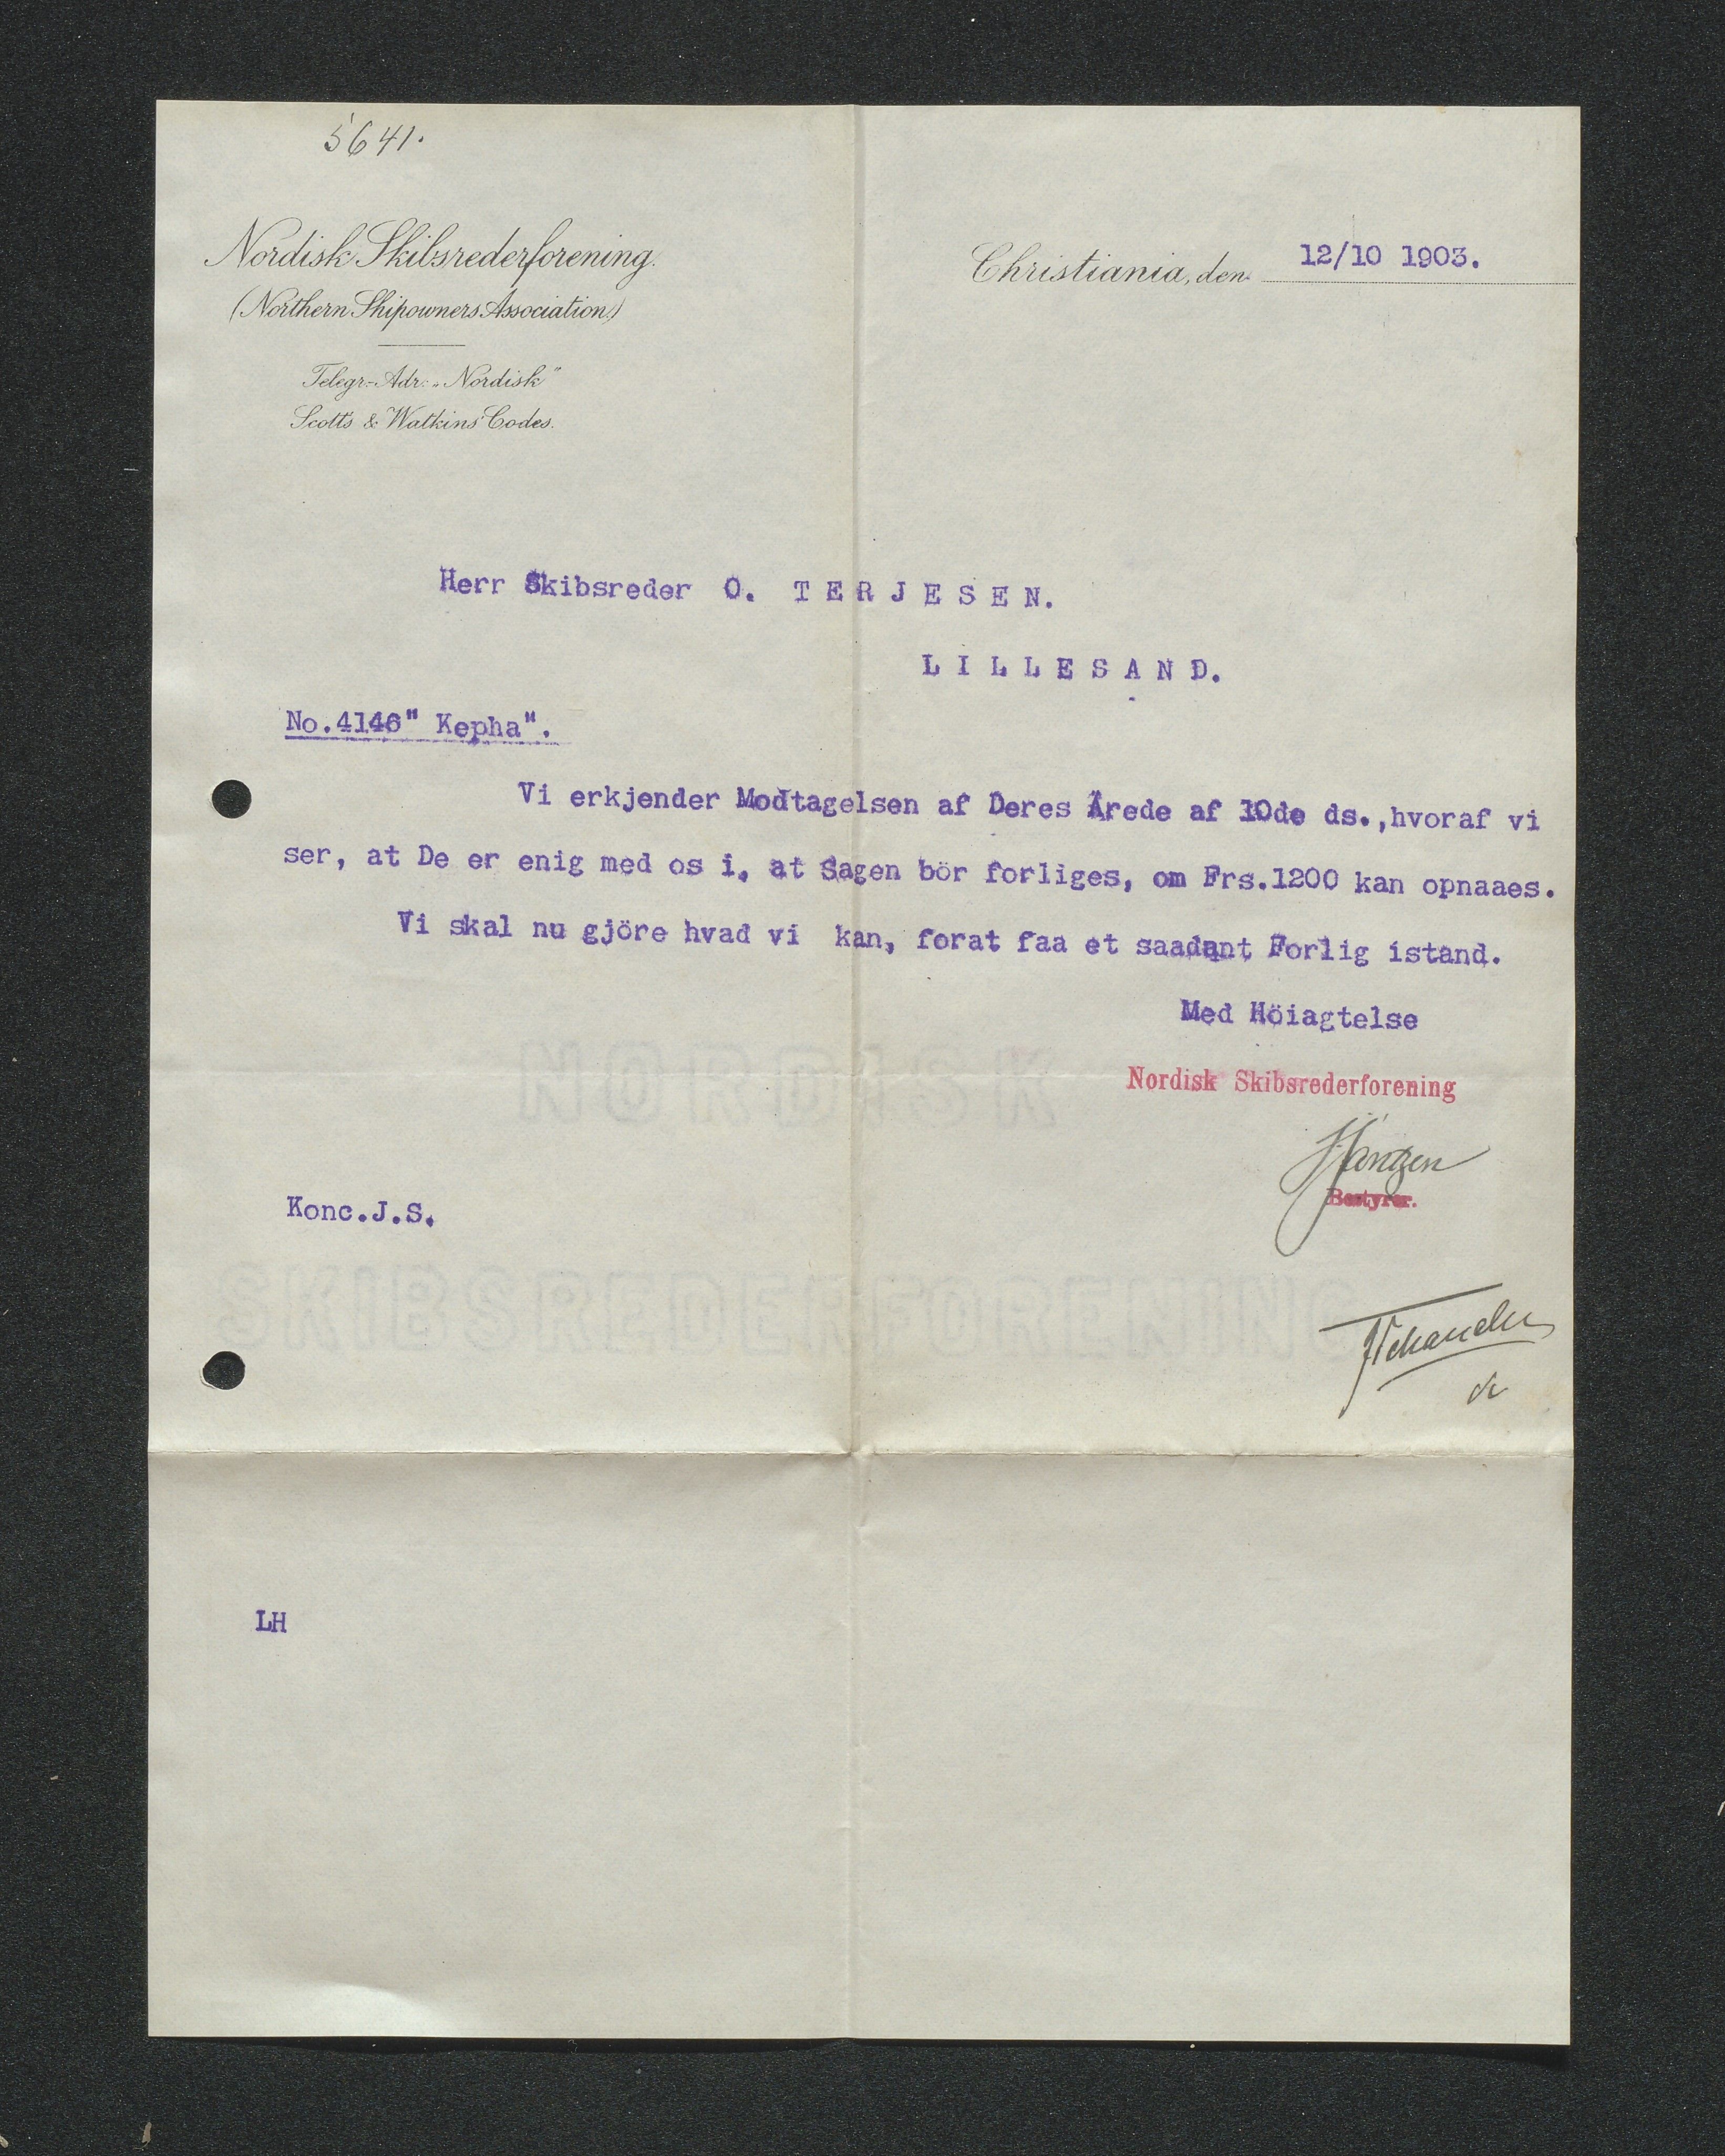 5641.
Nordisk Skibsrederforening.
(Northern Shipowners Association)
Telegr.-Adr. „Nordisk"
Scott's & Watkins' Codes.
Christiania, den 12/10 1903.
Herr Skibsreder O. TERJESEN.
LILLESAND.
No.4146" Kepha".
Vi erkjender Modtagelsen af Deres Ärede af 10de ds.,hvoraf vi
ser, at De er enig med os i, at Sagen bör forliges, om Frs.1200 kan opnaaes.
Vi skal nu gjöre hvad vi kan, forat faa et saadant Forlig istand.
Med Höiagtelse
NORDISK
Nordisk Skibsrederforening
Bestyrer.
Konc.J.S.
SKIBSREDERFORENING
LH